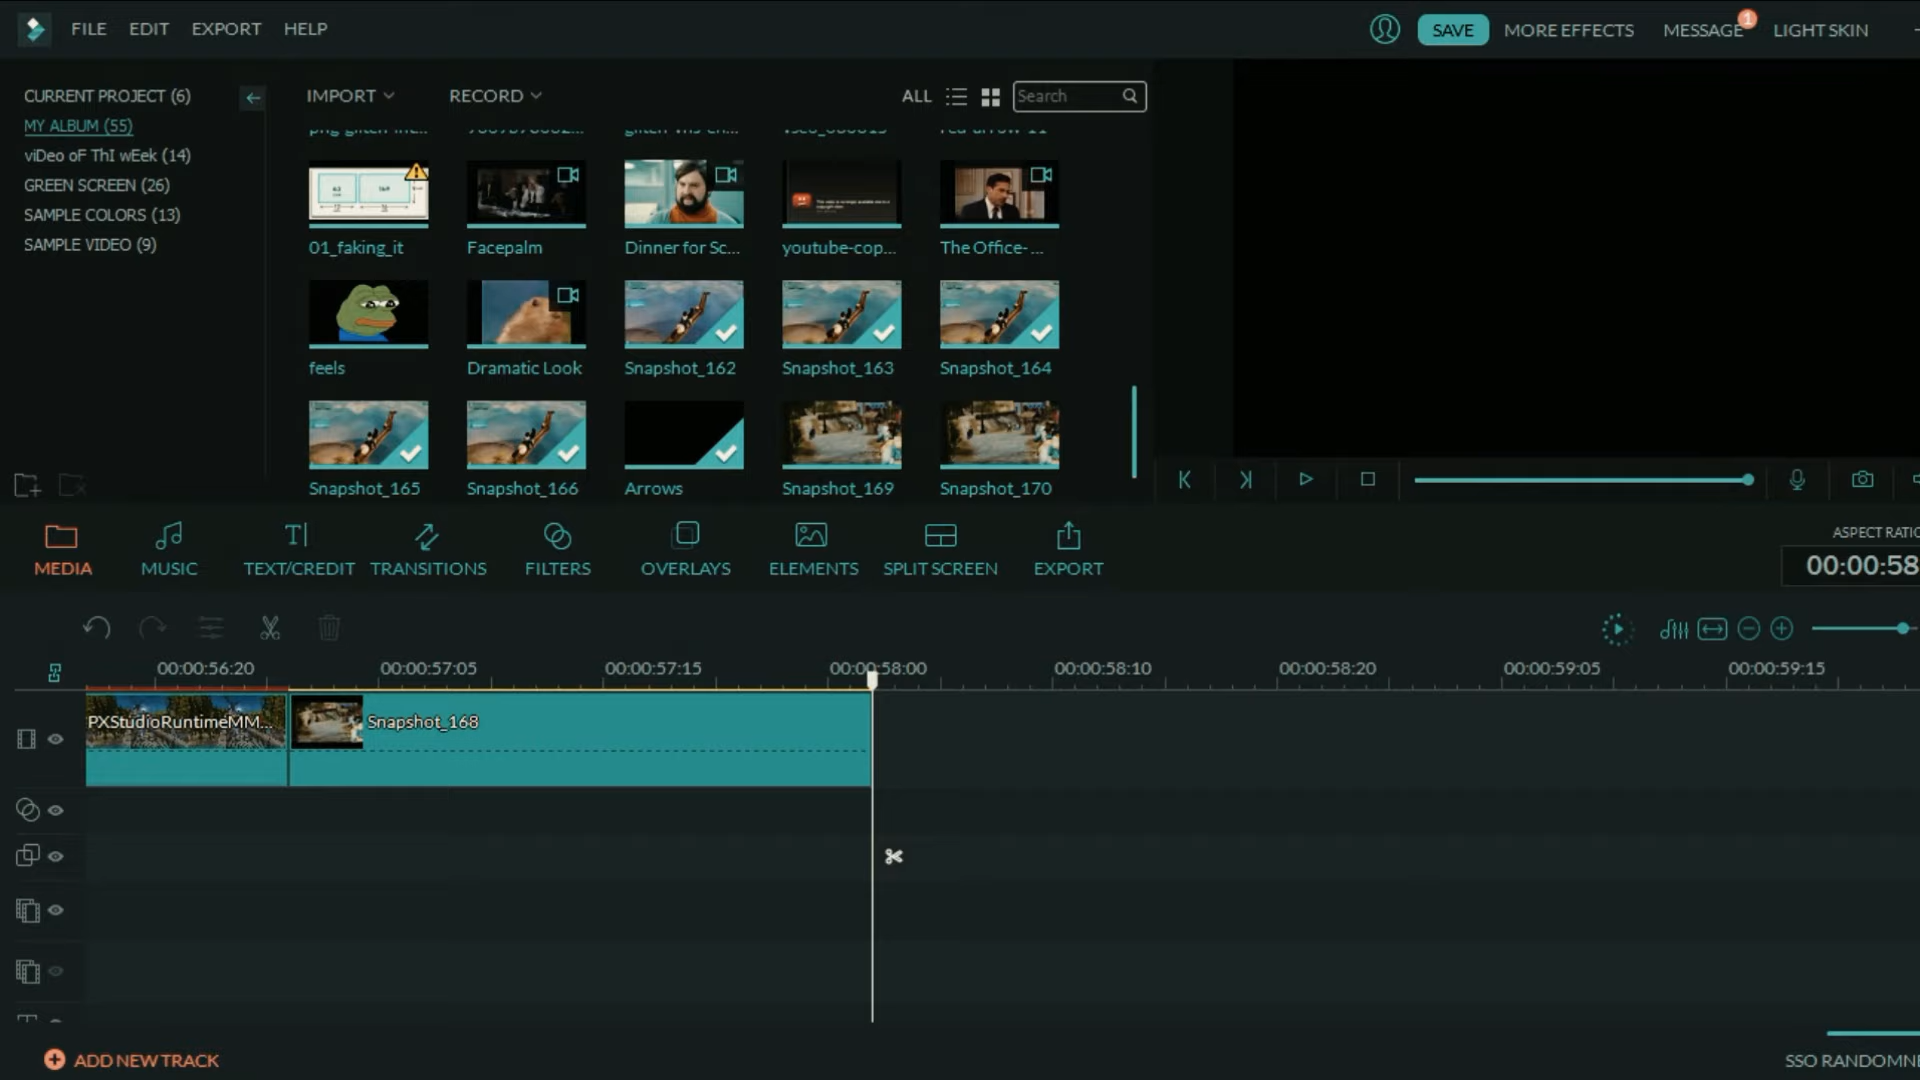 FILE EDIT EXPORT HELP
SAVE MORE EFFECTS MESSAGE 1 LIGHT SKIN
CURRENT PROJECT (6)
MY ALBUM (55)
viDeo oF ThI wEek (14)
GREEN SCREEN (26)
SAMPLE COLORS (13)
SAMPLE VIDEO (9)
IMPORT RECORD ALL Search
01_faking_it Facepalm Dinner for Sc... youtube-cop... The Office- ...
feels Dramatic Look Snapshot_162 Snapshot_163 Snapshot_164
Snapshot_165 Snapshot_166 Arrows Snapshot_169 Snapshot_170
MEDIA MUSIC TEXT/CREDIT TRANSITIONS FILTERS OVERLAYS ELEMENTS SPLIT SCREEN EXPORT
ASPECT RATIO
00:00:58
00:00:56:20 00:00:57:05 00:00:57:15 00:00:58:00 00:00:58:10 00:00:58:20 00:00:59:05 00:00:59:15
PXStudioRuntimeMM... Snapshot_168
ADD NEW TRACK
SSO RANDOMNE